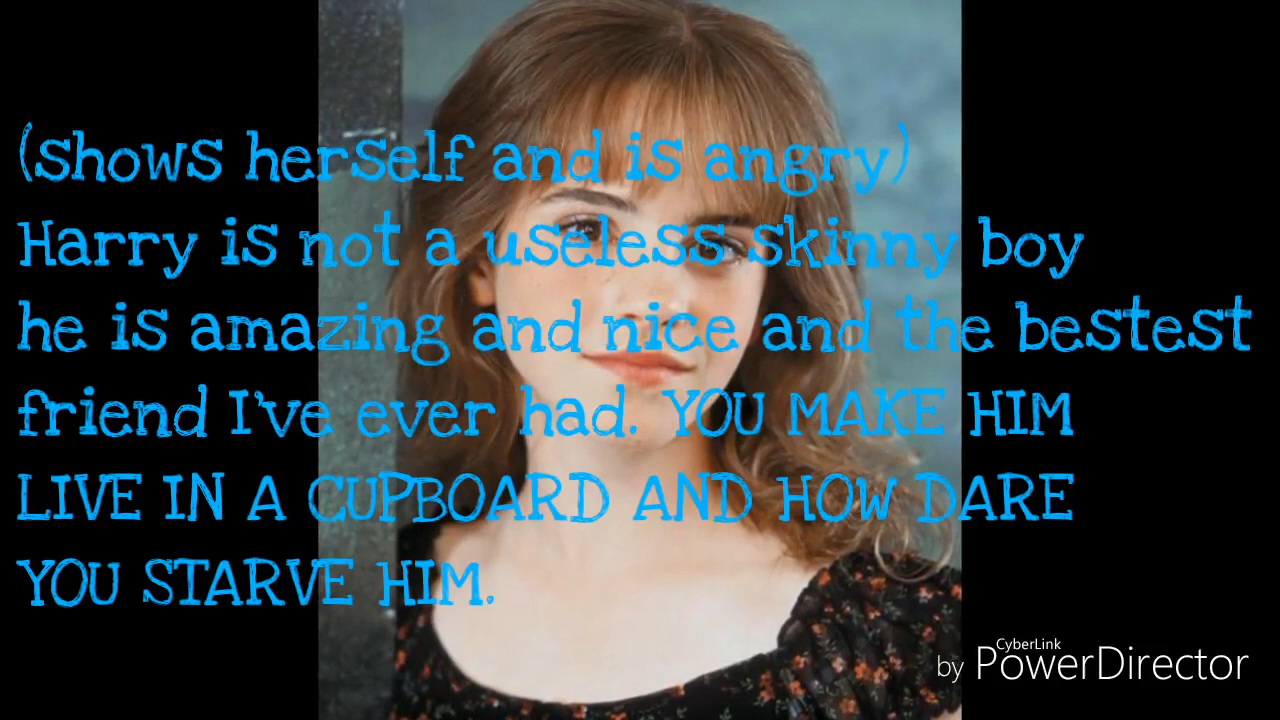 (shows herself and is angry)
Harry is not a useless skinny boy
he is amazing and nice and the bestest
friend I've ever had. YOU MAKE HIM
LIVE IN A CUPBOARD AND HOW DARE
YOU STARVE HIM.
CyberLink
by PowerDirector